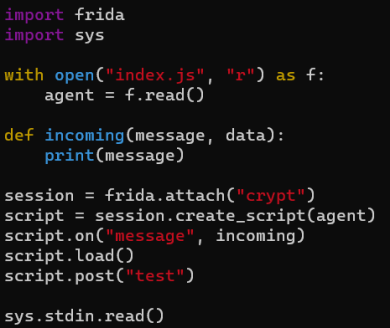 import frida
import sys

with open("index.js", "r") as f:
    agent = f.read()

def incoming(message, data):
    print(message)

session = frida.attach("crypt")
script = session.create_script(agent)
script.on("message", incoming)
script.load()
script.post("test")

sys.stdin.read()